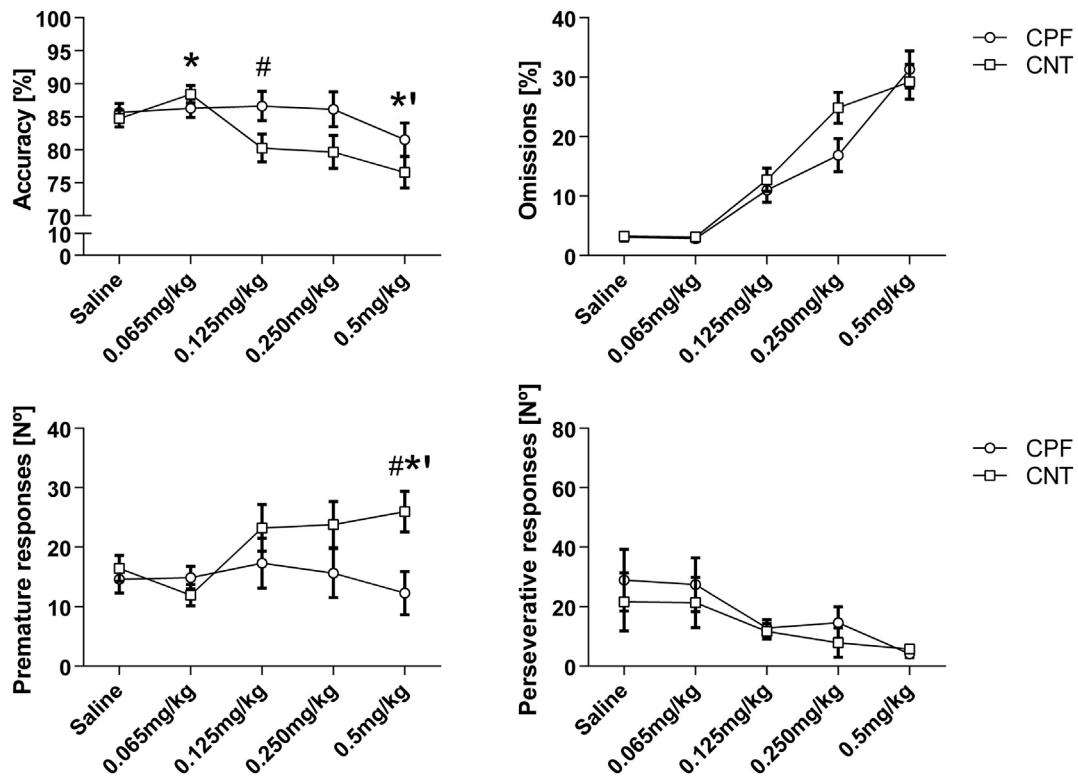 Accuracy [%]
100
95
90
85
80
75
70
10
0
*
#
*'
Saline
0.065mg/kg
0.125mg/kg
0.250mg/kg
0.5mg/kg
Omissions [%]
40
30
20
10
0
Saline
0.065mg/kg
0.125mg/kg
0.250mg/kg
0.5mg/kg
CPF
CNT
Premature responses [Nº]
40
30
20
10
0
#*'
Saline
0.065mg/kg
0.125mg/kg
0.250mg/kg
0.5mg/kg
Perseverative responses [Nº]
80
60
40
20
0
Saline
0.065mg/kg
0.125mg/kg
0.250mg/kg
0.5mg/kg
CPF
CNT